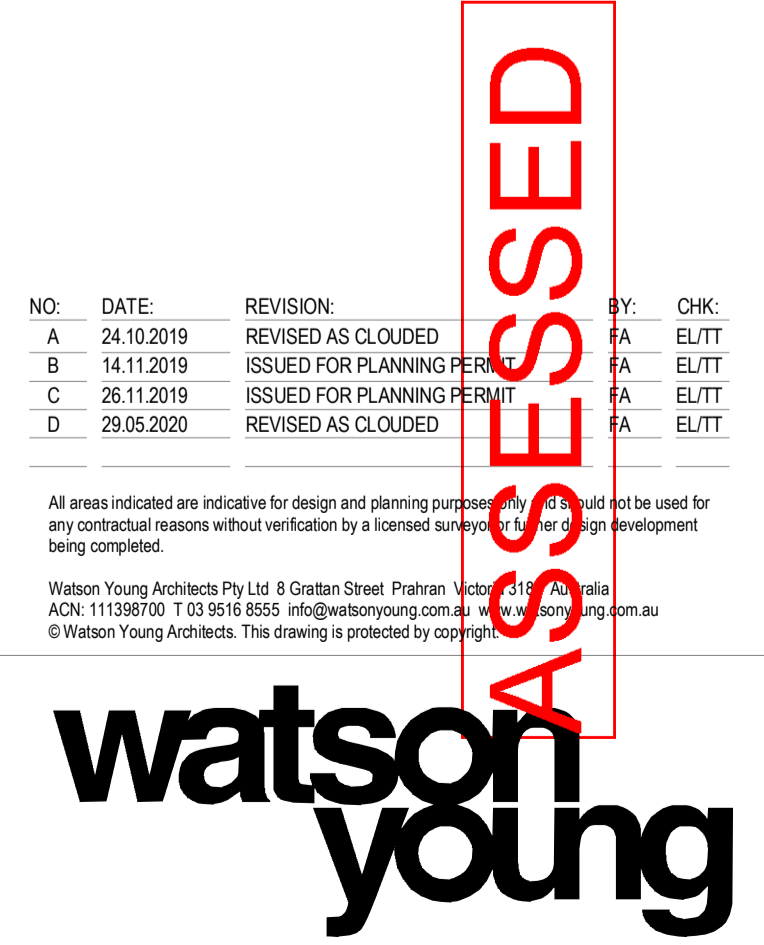 NO: DATE: REVISION: BY: CHK:
A 24.10.2019 REVISED AS CLOUDED FA EL/TT
B 14.11.2019 ISSUED FOR PLANNING PERMIT FA EL/TT
C 26.11.2019 ISSUED FOR PLANNING PERMIT FA EL/TT
D 29.05.2020 REVISED AS CLOUDED FA EL/TT
All areas indicated are indicative for design and planning purposes only and should not be used for
any contractual reasons without verification by a licensed surveyor or further design development
being completed.
Watson Young Architects Pty Ltd 8 Grattan Street Prahran Victoria Australia
ACN: 111398700 T 03 9516 8555 info@watsonyoung.com.au www.watsonyoung.com.au
© Watson Young Architects. This drawing is protected by copyright.
watson
young
ASSESSED